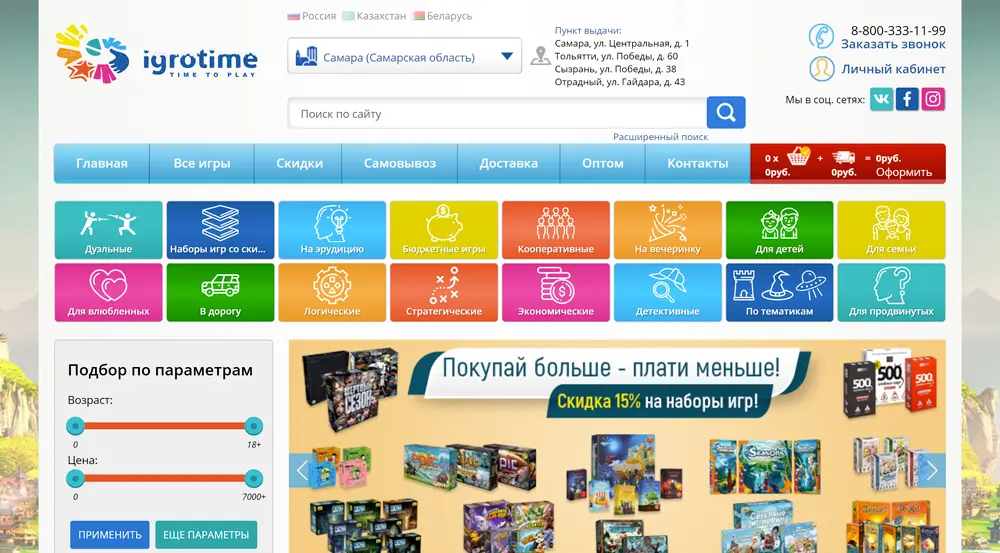 Россия Казахстан Беларусь
igrotime
TIME TO PLAY
Самара (Самарская область)
Пункт выдачи:
Самара, ул. Центральная, д. 1
Тольятти, ул. Победы, д. 60
Сызрань, ул. Победы, д. 38
Отрадный, ул. Гайдара, д. 43
8-800-333-11-99
Заказать звонок
Личный кабинет
Мы в соц. сетях:
Поиск по сайту
Расширенный поиск
Главная Все игры Скидки Самовывоз Доставка Оптом Контакты
0 x + = 0руб.
0руб. 0руб. Оформить
Дуэльные Наборы игр со ски... На эрудицию Бюджетные игры Кооперативные На вечеринку Для детей Для семьи
Для влюбленных В дорогу Логические Стратегические Экономические Детективные По тематикам Для продвинутых
Подбор по параметрам
Возраст:
0 18+
Цена:
0 7000+
ПРИМЕНИТЬ ЕЩЕ ПАРАМЕТРЫ
Покупай больше - плати меньше!
Скидка 15% на наборы игр!
МЕРТВЫЙ СЕЗОН
500
500
500
EPIC
Seasons